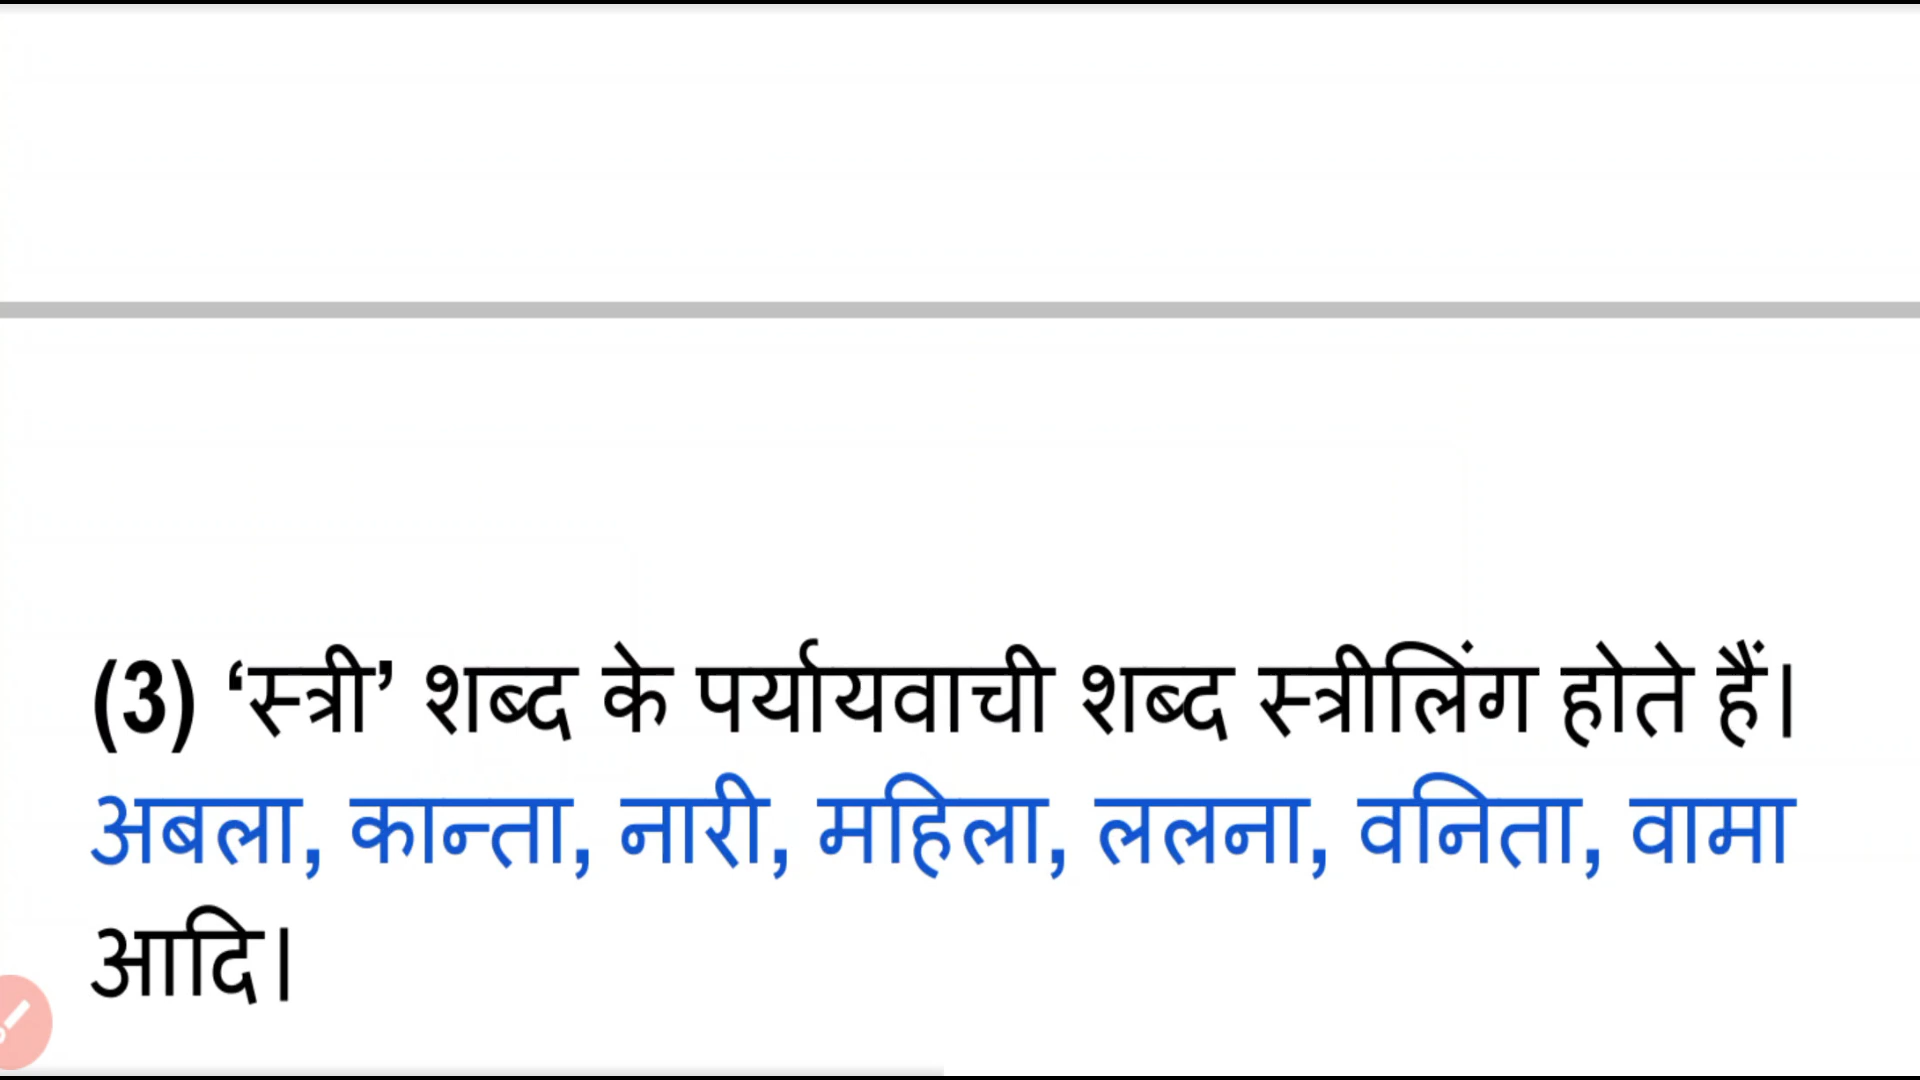 (3) ‘स्त्री’ शब्द के पर्यायवाची शब्द स्त्रीलिंग होते हैं।
अबला, कान्ता, नारी, महिला, ललना, वनिता, वामा
आदि।